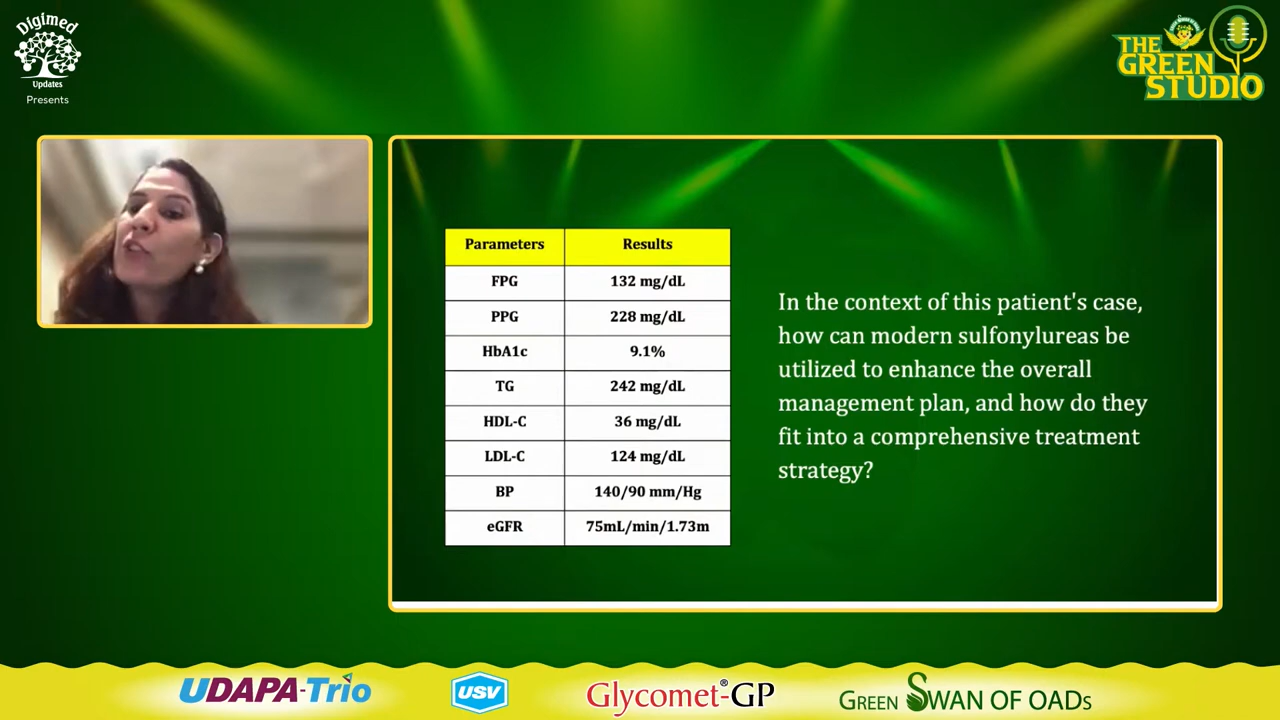 Digimed
Updates
Presents
THE
GREEN
STUDIO
Parameters Results
FPG 132 mg/dL
PPG 228 mg/dL
HbA1c 9.1%
TG 242 mg/dL
HDL-C 36 mg/dL
LDL-C 124 mg/dL
BP 140/90 mm/Hg
eGFR 75mL/min/1.73m
In the context of this patient's case,
how can modern sulfonylureas be
utilized to enhance the overall
management plan, and how do they
fit into a comprehensive treatment
strategy?
UDAPA-Trio
USV
Glycomet®-GP
GREEN SWAN OF OADs